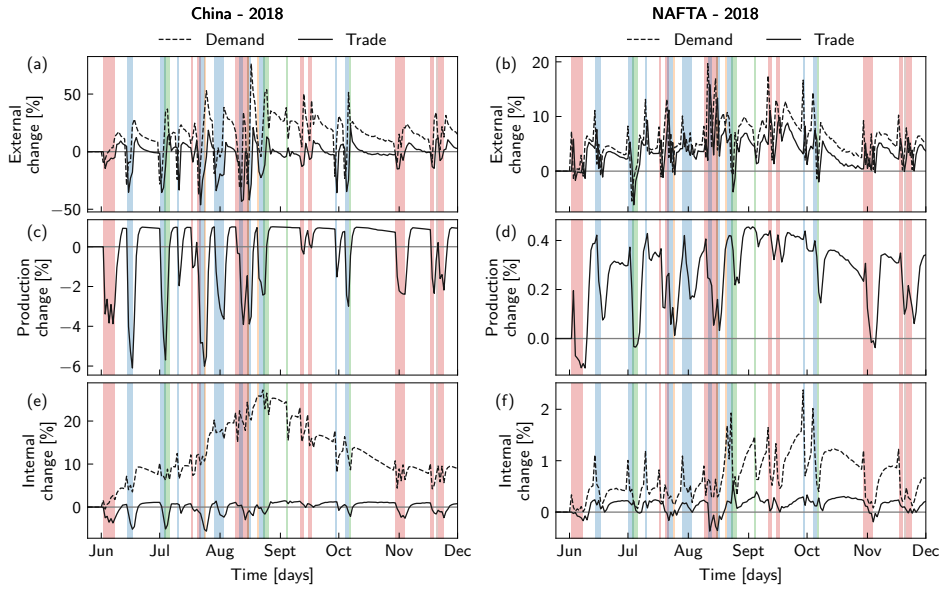 China - 2018
NAFTA - 2018
Demand Trade
Demand Trade
(a)
External
change [%]
50
0
−50
(b)
External
change [%]
20
10
0
(c)
Production
change [%]
0
−2
−4
−6
(d)
Production
change [%]
0.4
0.2
0.0
(e)
Internal
change [%]
20
10
0
(f)
Internal
change [%]
2
1
0
Jun Jul Aug Sept Oct Nov Dec
Jun Jul Aug Sept Oct Nov Dec
Time [days]
Time [days]